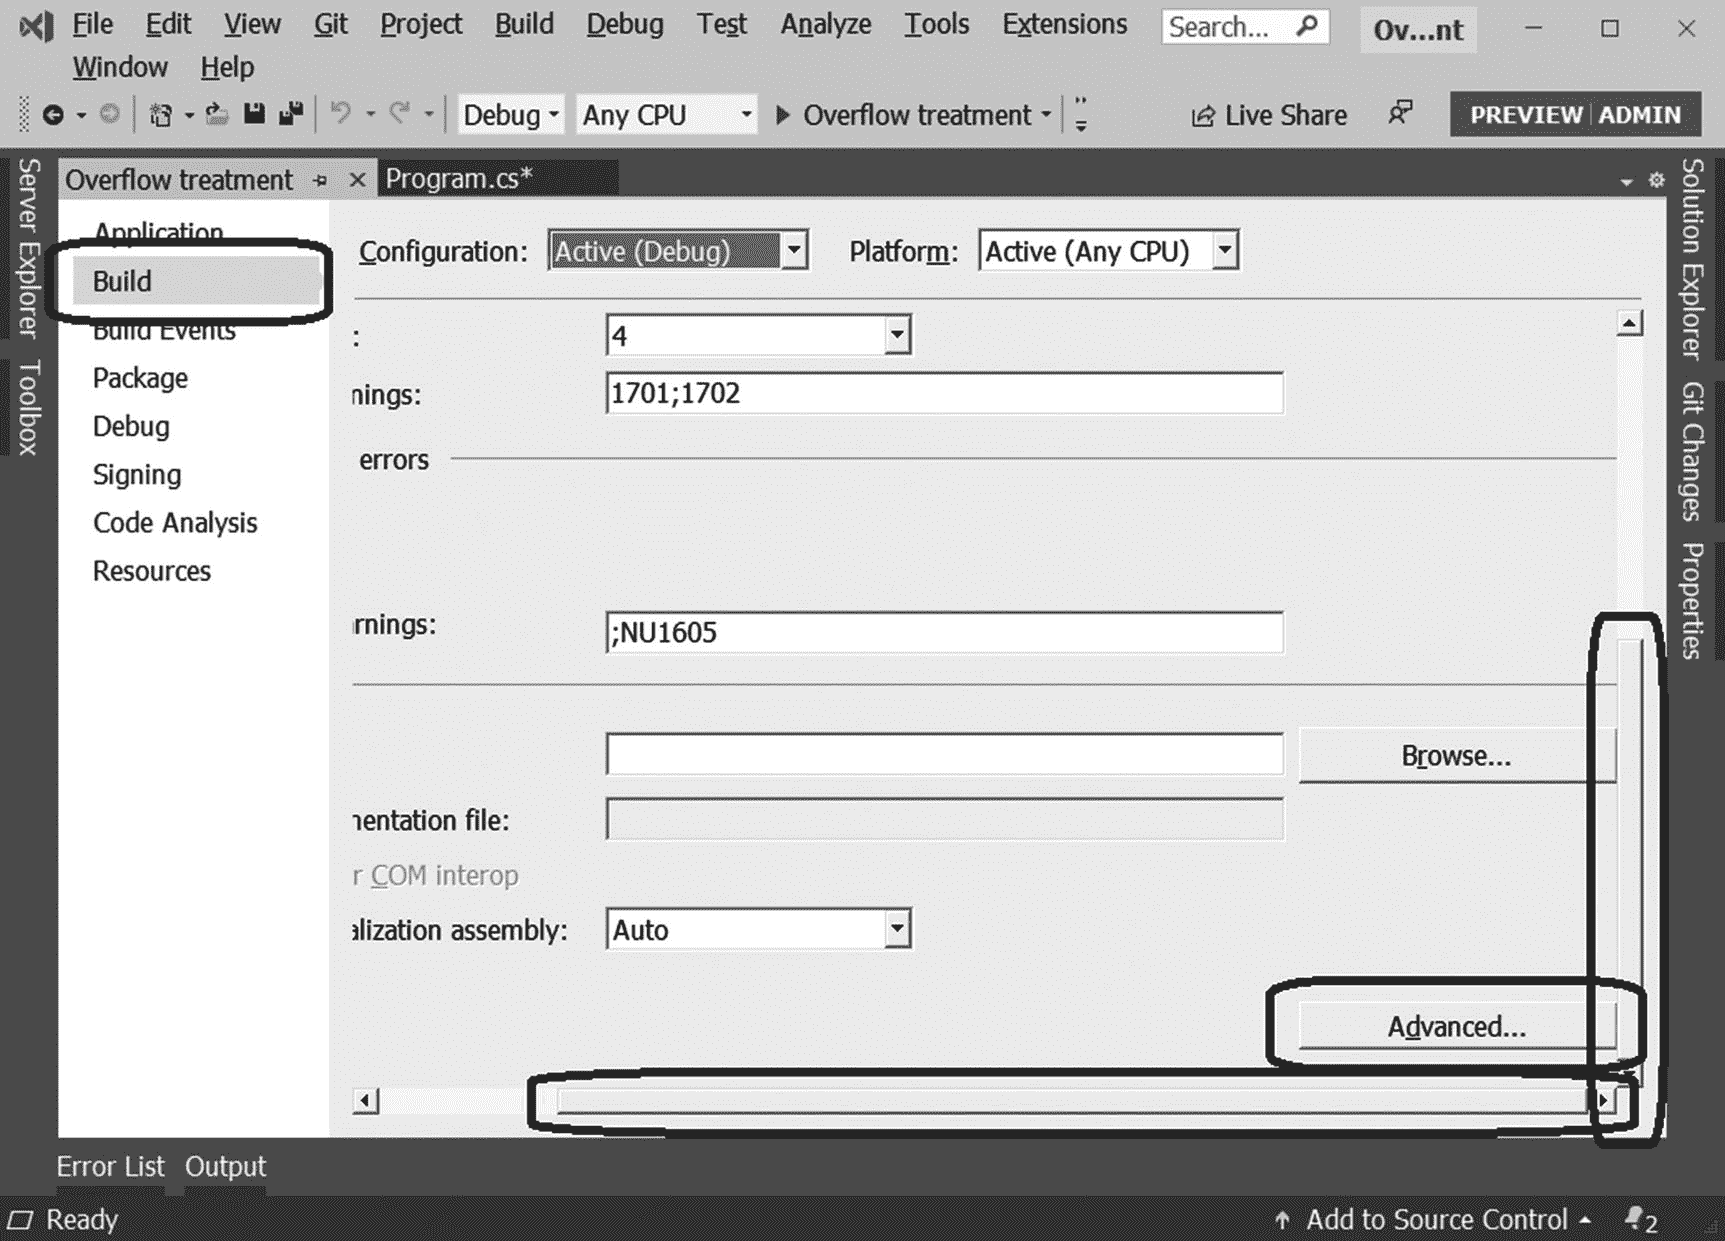 File Edit View Git Project Build Debug Test Analyze Tools Extensions Search... Ov...nt
Window Help
Debug Any CPU Overflow treatment Live Share PREVIEW ADMIN
Server Explorer
Toolbox
Overflow treatment Program.cs*
Solution Explorer
Git Changes
Properties
Application
Build
Build Events
Package
Debug
Signing
Code Analysis
Resources
Configuration: Active (Debug) Platform: Active (Any CPU)
: 4
nings: 1701;1702
errors
rnings: ;NU1605
Browse...
nentation file:
r COM interop
alization assembly: Auto
Advanced...
Error List Output
Ready Add to Source Control 2